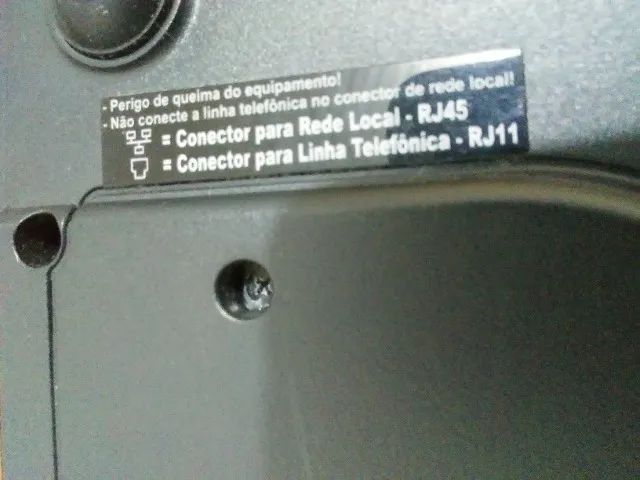 - Perigo de queima do equipamento!
- Não conecte a linha telefônica no conector de rede local!
= Conector para Rede Local - RJ45
= Conector para Linha Telefônica - RJ11